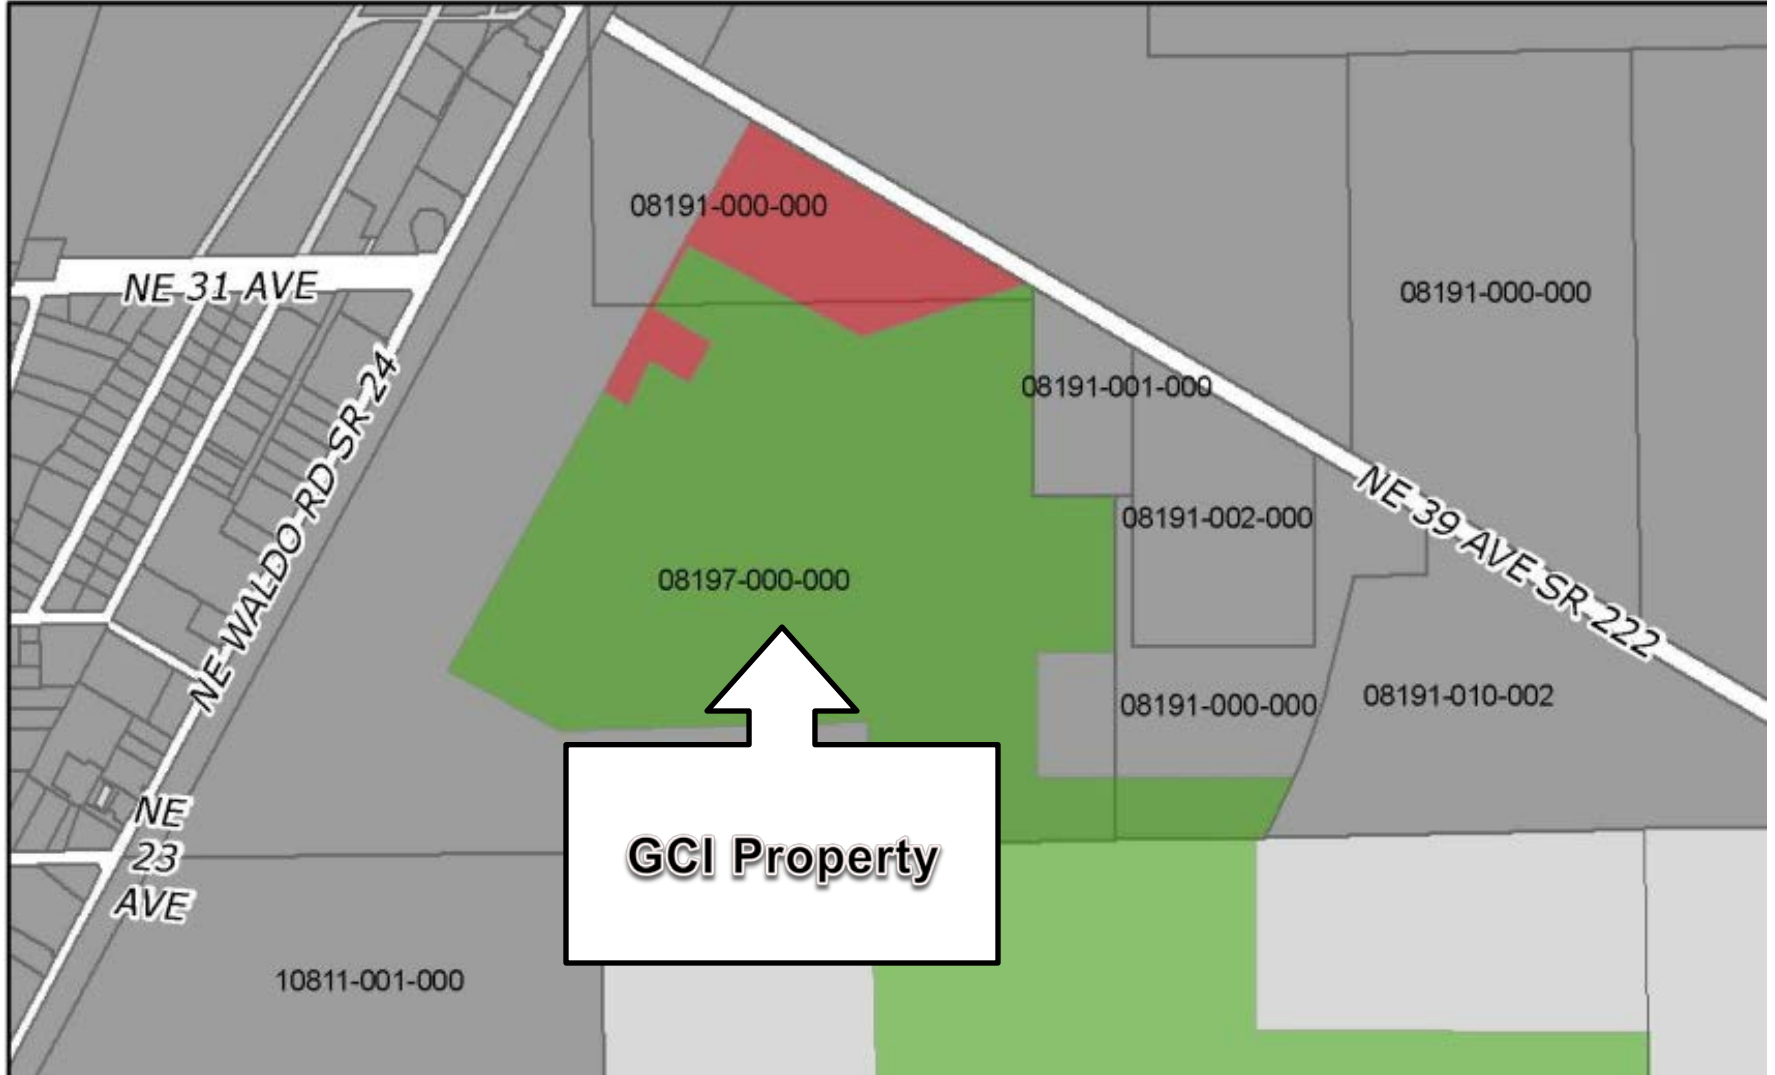 08191-000-000
NE 31 AVE
08191-000-000
08191-001-000
NE WALDO RD SR 24
08191-002-000
NE 39 AVE SR 222
08197-000-000
08191-000-000
08191-010-002
NE
23
AVE
GCI Property
10811-001-000